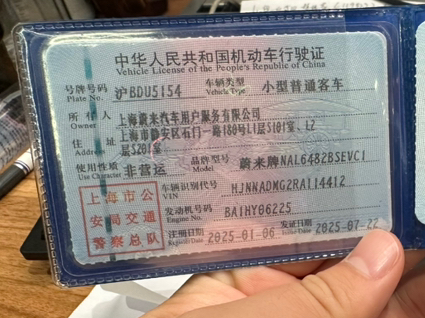 中华人民共和国机动车行驶证
Vehicle License of the People's Republic of China
号牌号码 沪BDU5154 车辆类型 小型普通客车
Plate No. Vehicle Type
所有人 上海蔚来汽车用户服务有限公司
Owner
住址 上海市静安区石门一路180号L1层S101室、L2
Address 层S201室
使用性质 非营运 品牌型号 蔚来牌NAL6482BSEVC1
Use Character Model
上海市公安局交通警察总队
车辆识别代号 HJNNADMG2RA114412
VIN
发动机号码 BAIHY06225
Engine No.
注册日期 2025-01-06 发证日期 2025-07-22
Register Date Issue Date